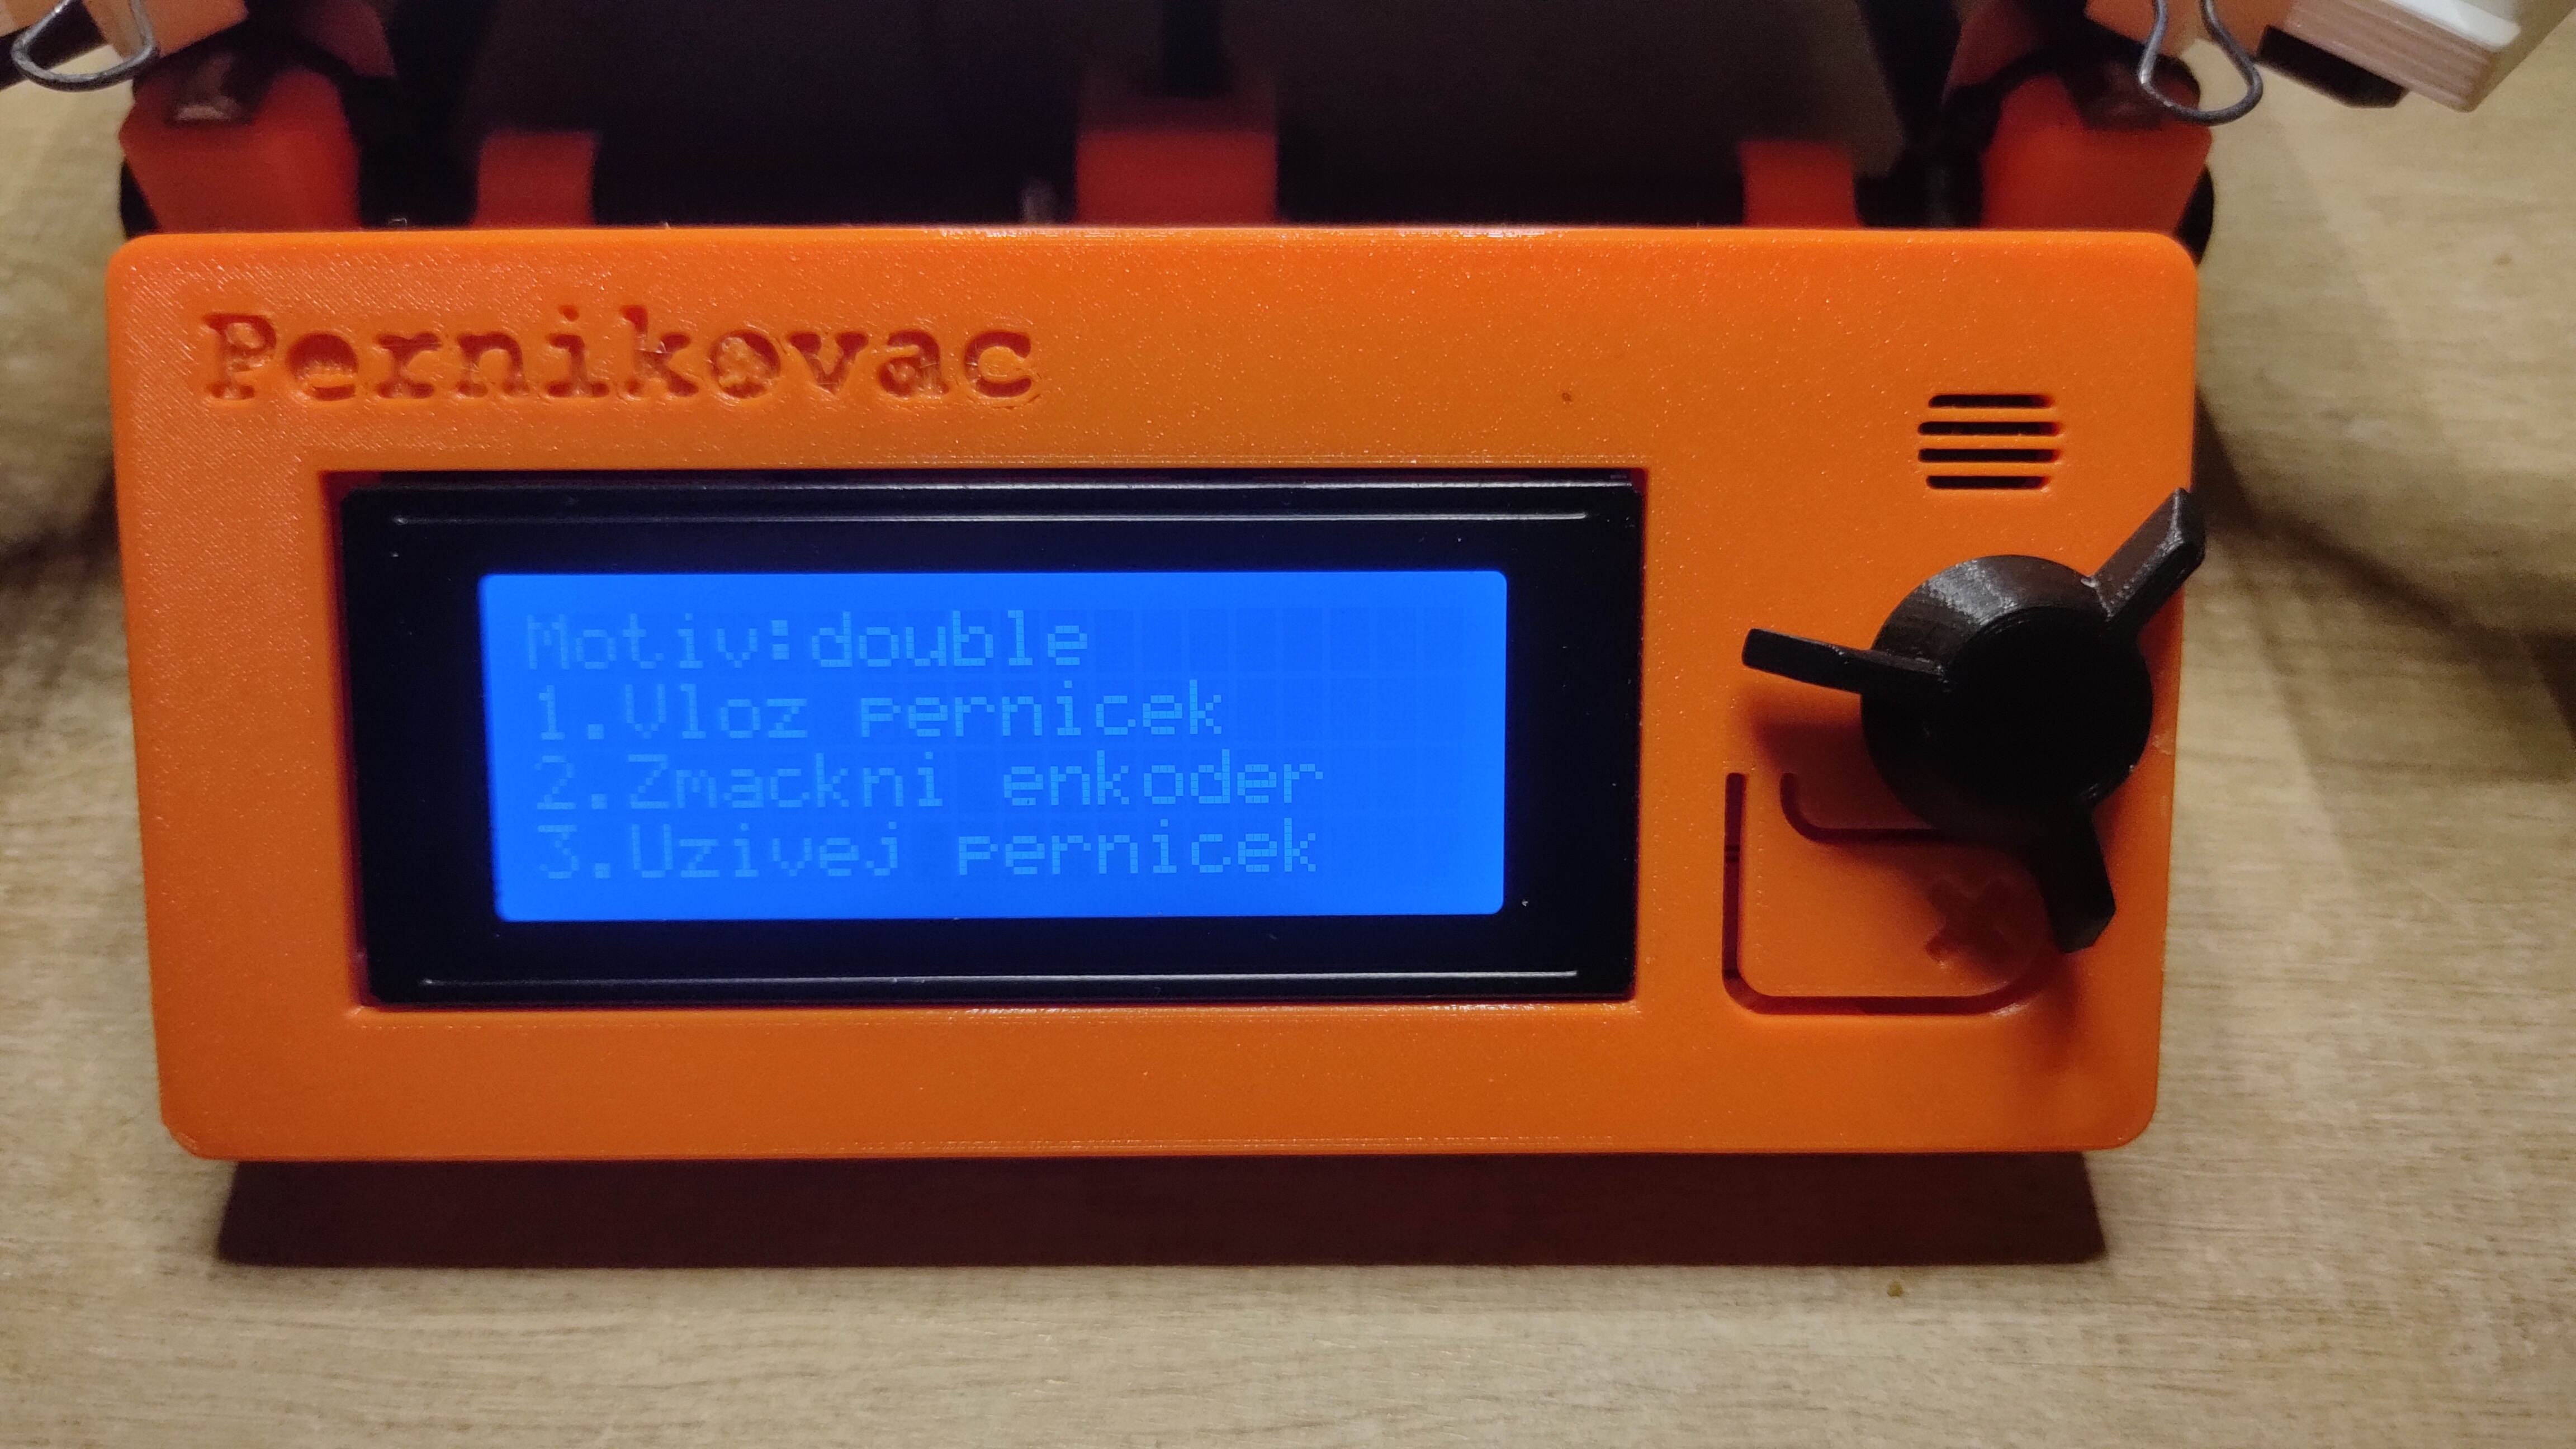 Pernikovac
Motiv:double
1.Vloz pernicek
2.Zmackni enkoder
3.Uzivej pernicek